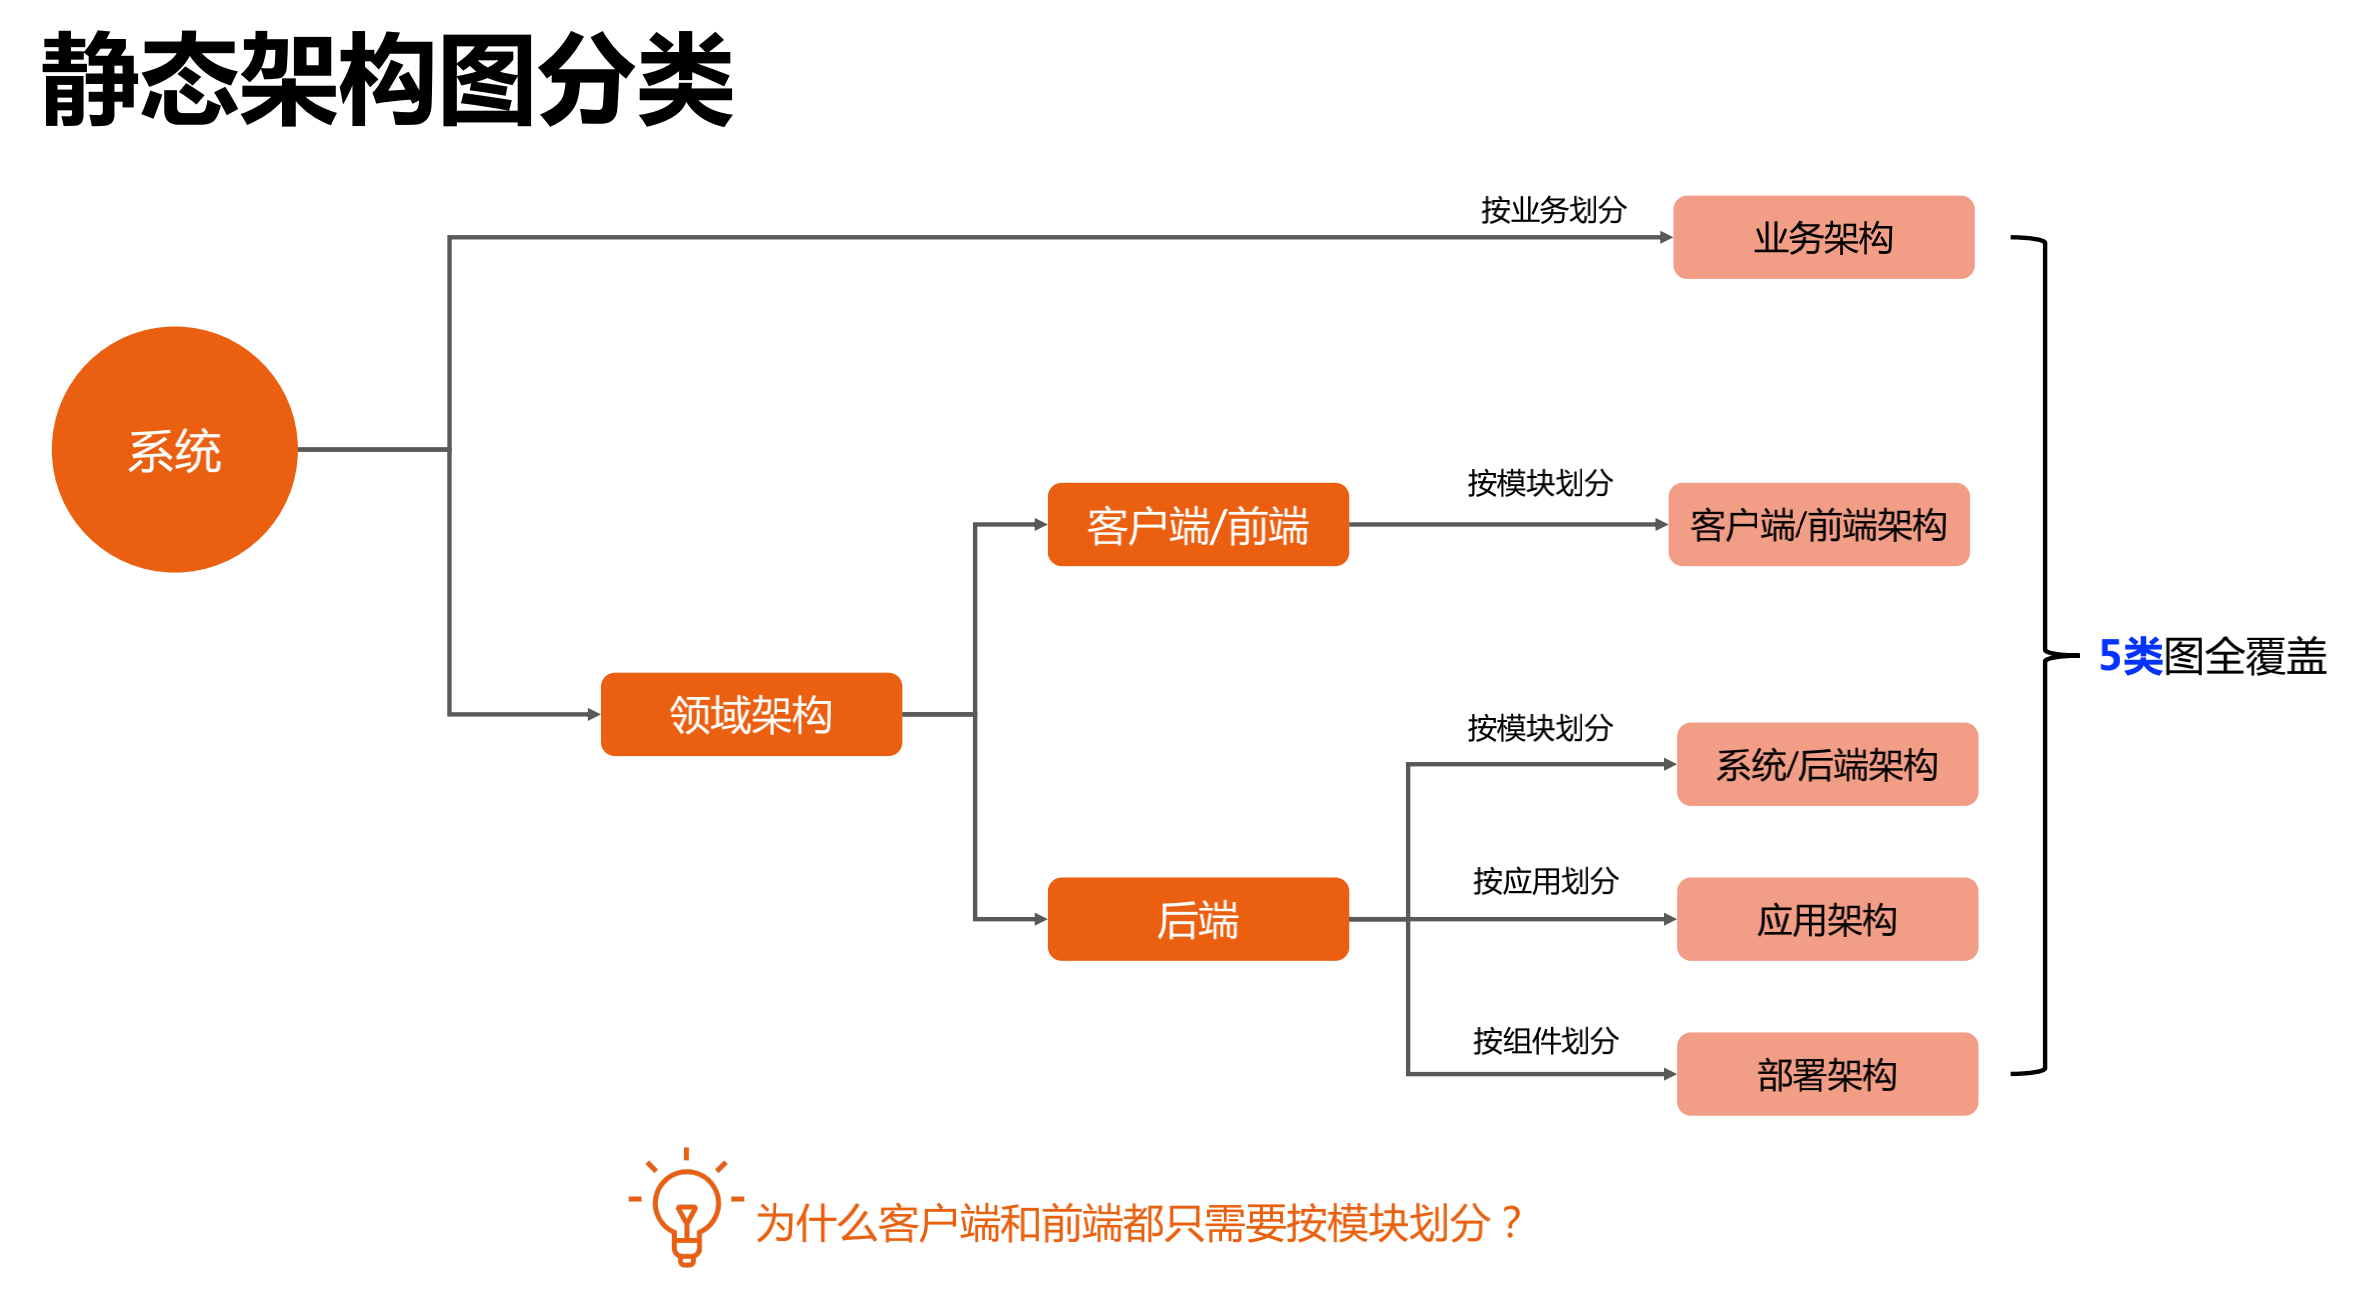 静态架构图分类
按业务划分
业务架构
系统
按模块划分
客户端/前端
客户端/前端架构
5类图全覆盖
领域架构
按模块划分
系统/后端架构
按应用划分
后端
应用架构
按组件划分
部署架构
为什么客户端和前端都只需要按模块划分？